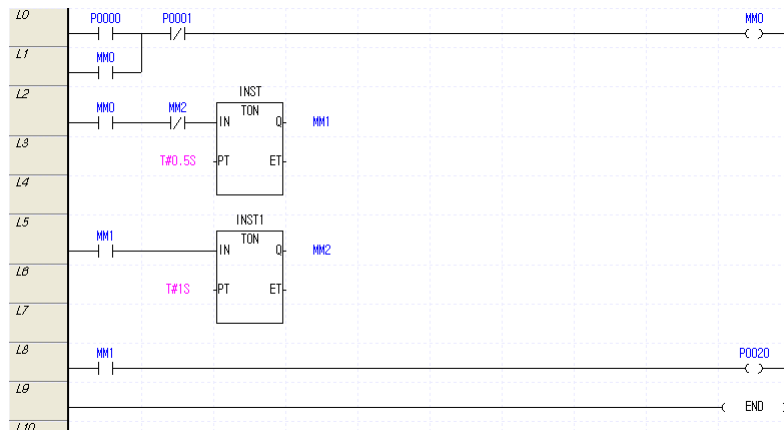 L0 P0000 P0001 MM0
L1 MM0
L2 INST
MM0 MM2 TON IN Q MM1
L3
T#0.5S PT ET
L4
L5 INST1
MM1 TON IN Q MM2
L6
T#1S PT ET
L7
L8 MM1 P0020
L9 END
L10